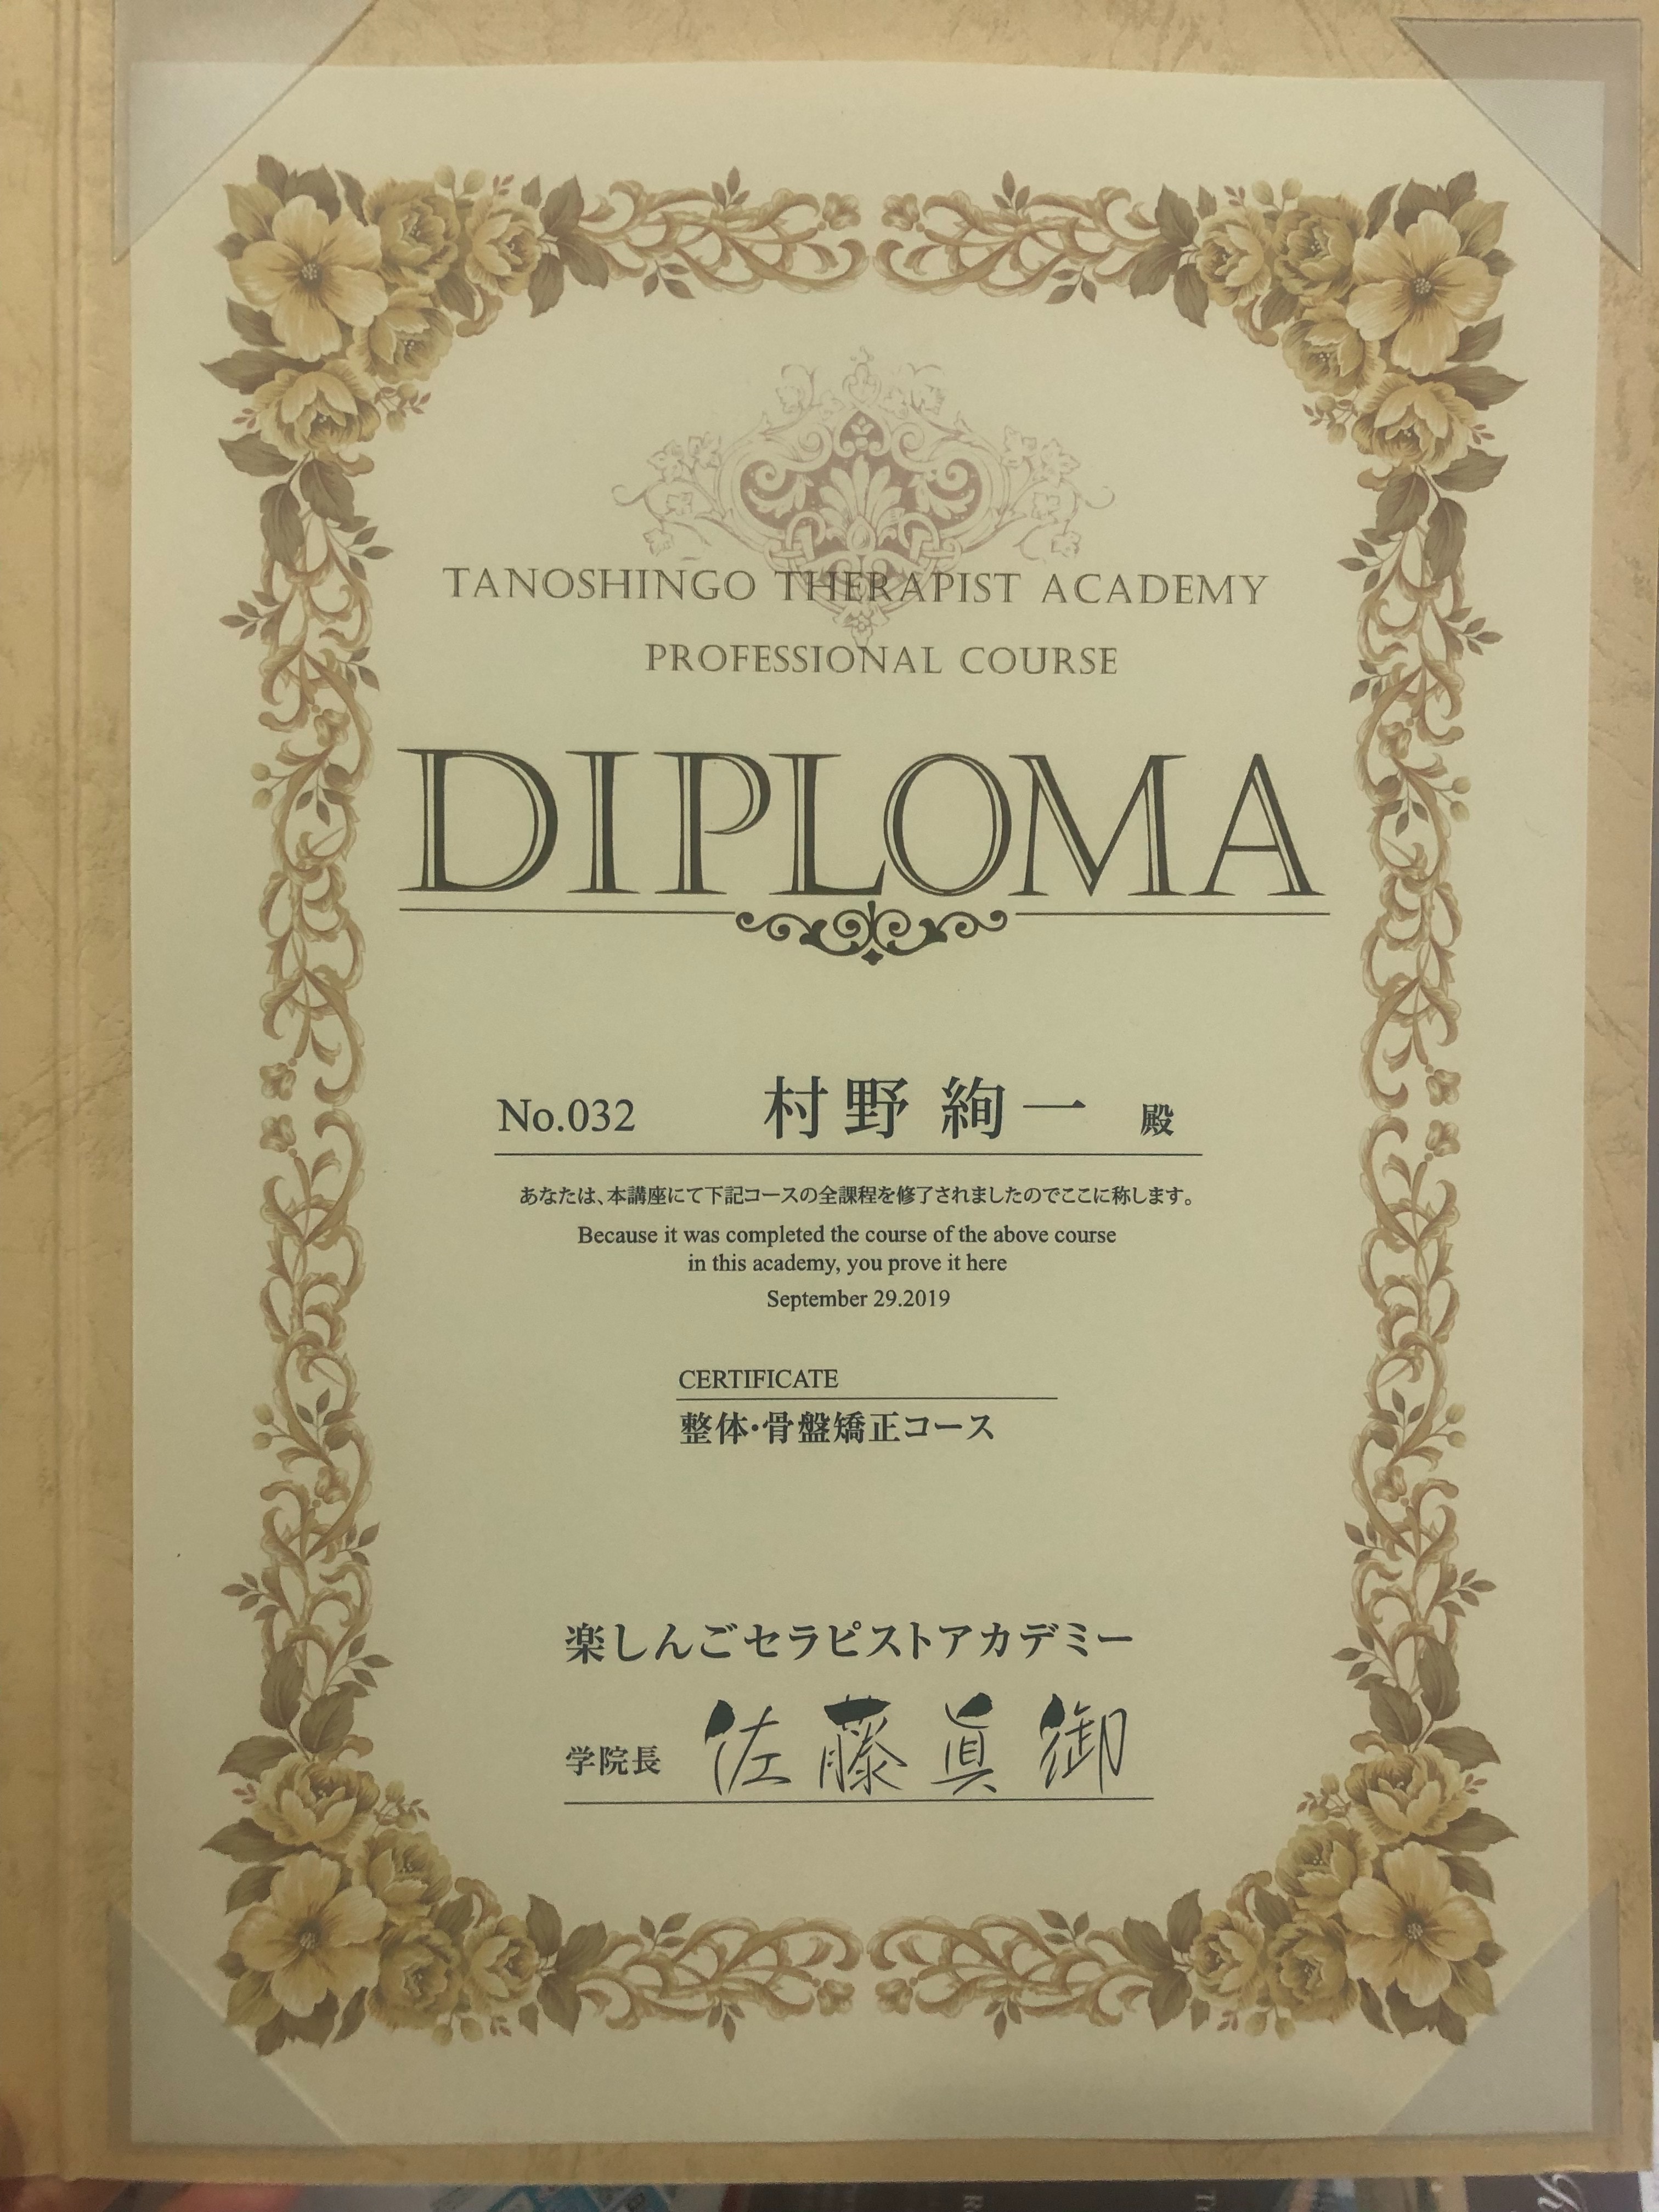 TANOSHINGO THERAPIST ACADEMY
PROFESSIONAL COURSE
DIPLOMA
No.032 村野 絢一 殿
あなたは、本講座にて下記コースの全課程を修了されましたのでここに称します。
Because it was completed the course of the above course
in this academy, you prove it here
September 29.2019
CERTIFICATE
整体・骨盤矯正コース
楽しんごセラピストアカデミー
学院長 佐藤眞御